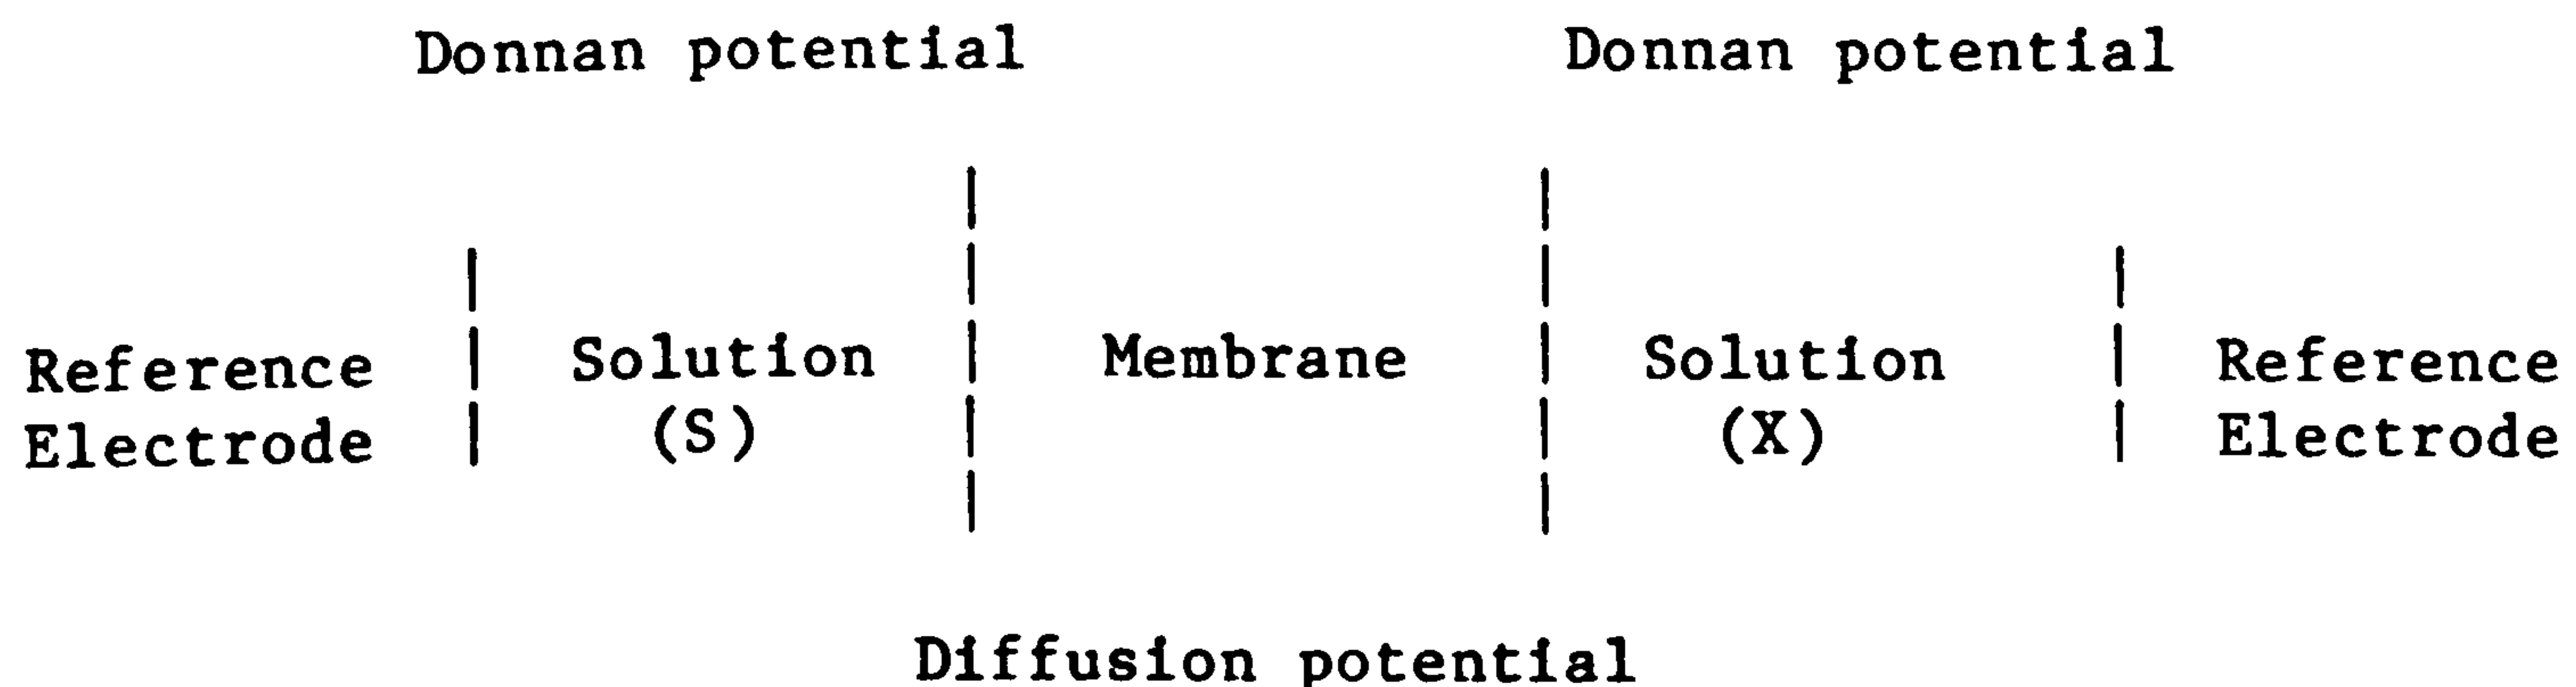 Donnan potential Donnan potential
Reference Solution Membrane Solution Reference
Electrode (S) (X) Electrode
Diffusion potential